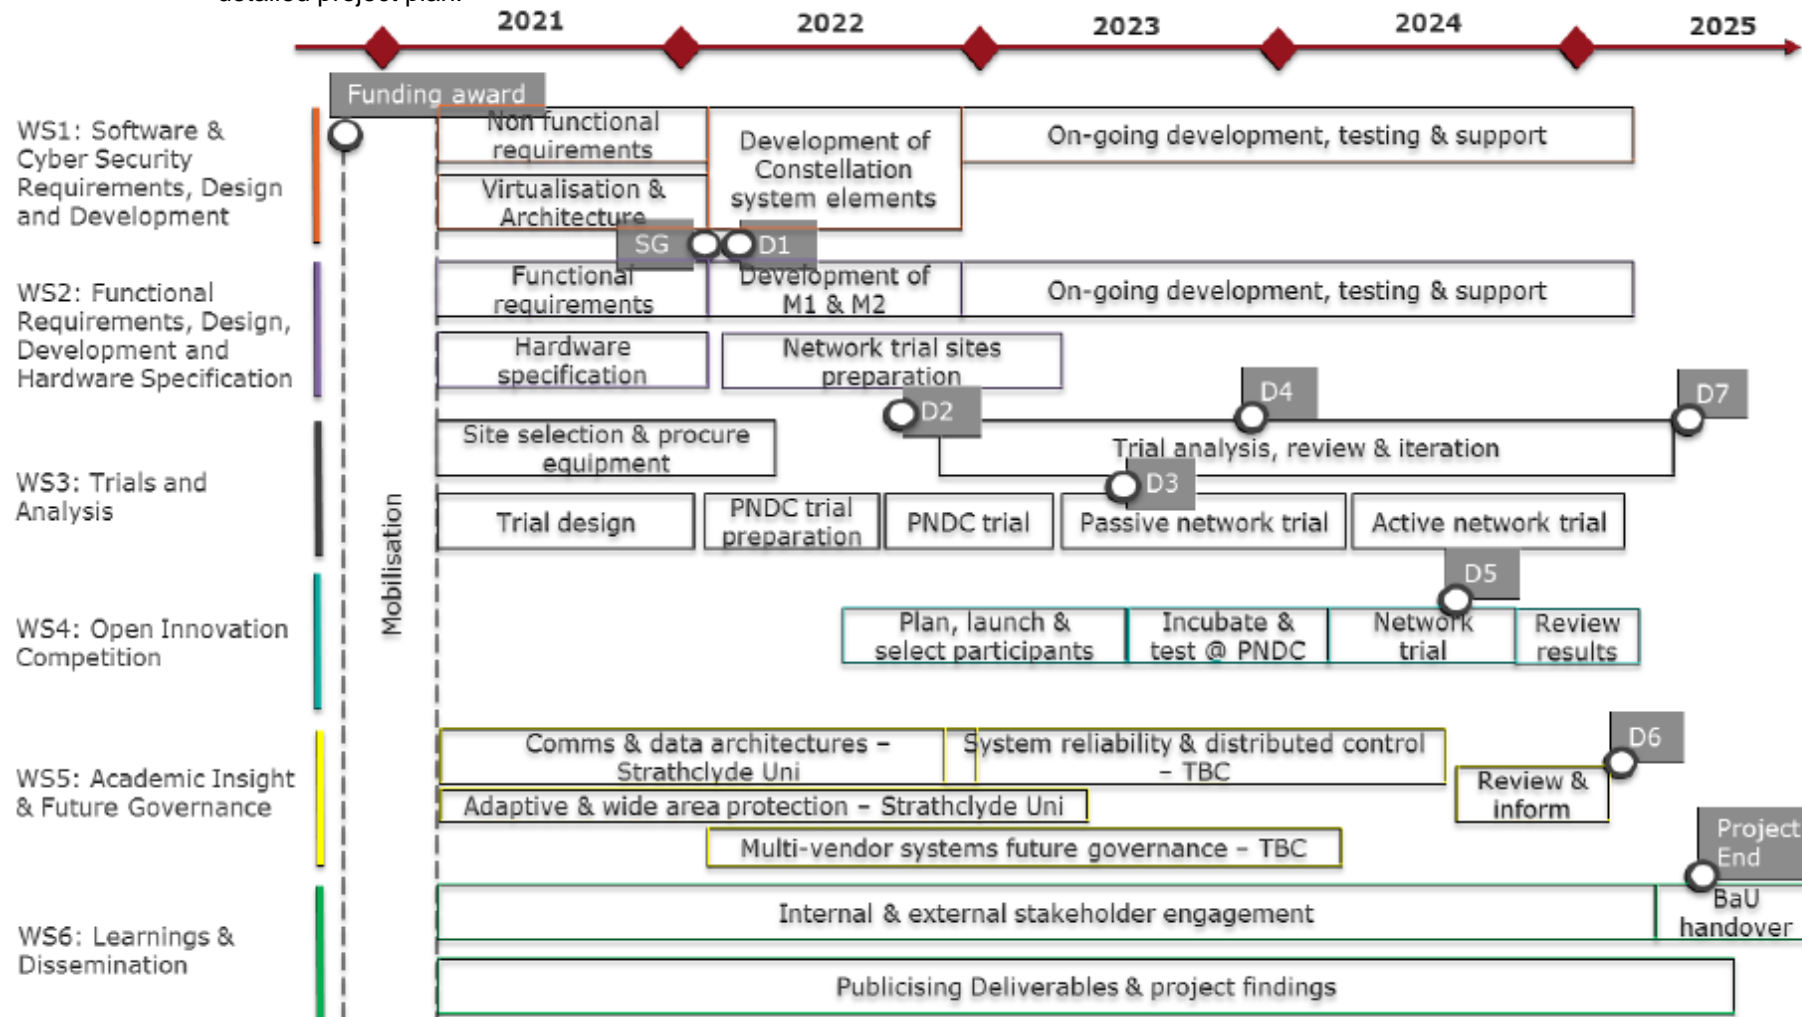 detailed project plan.
2021
2022
2023
2024
2025
Funding award
WS1: Software &
Cyber Security
Requirements, Design
and Development
Non functional
requirements
Virtualisation &
Architecture
Development of
Constellation
system elements
On-going development, testing & support
SG
D1
WS2: Functional
Requirements, Design,
Development and
Hardware Specification
Functional
requirements
Development of
M1 & M2
On-going development, testing & support
Hardware
specification
Network trial sites
preparation
D2
D4
D7
WS3: Trials and
Analysis
Site selection & procure
equipment
Trial analysis, review & iteration
D3
Trial design
PNDC trial
preparation
PNDC trial
Passive network trial
Active network trial
Mobilisation
D5
WS4: Open Innovation
Competition
Plan, launch &
select participants
Incubate &
test @ PNDC
Network
trial
Review
results
WS5: Academic Insight
& Future Governance
Comms & data architectures –
Strathclyde Uni
System reliability & distributed control
– TBC
D6
Review &
inform
Adaptive & wide area protection – Strathclyde Uni
Multi-vendor systems future governance – TBC
Project
End
WS6: Learnings &
Dissemination
Internal & external stakeholder engagement
BaU
handover
Publicising Deliverables & project findings